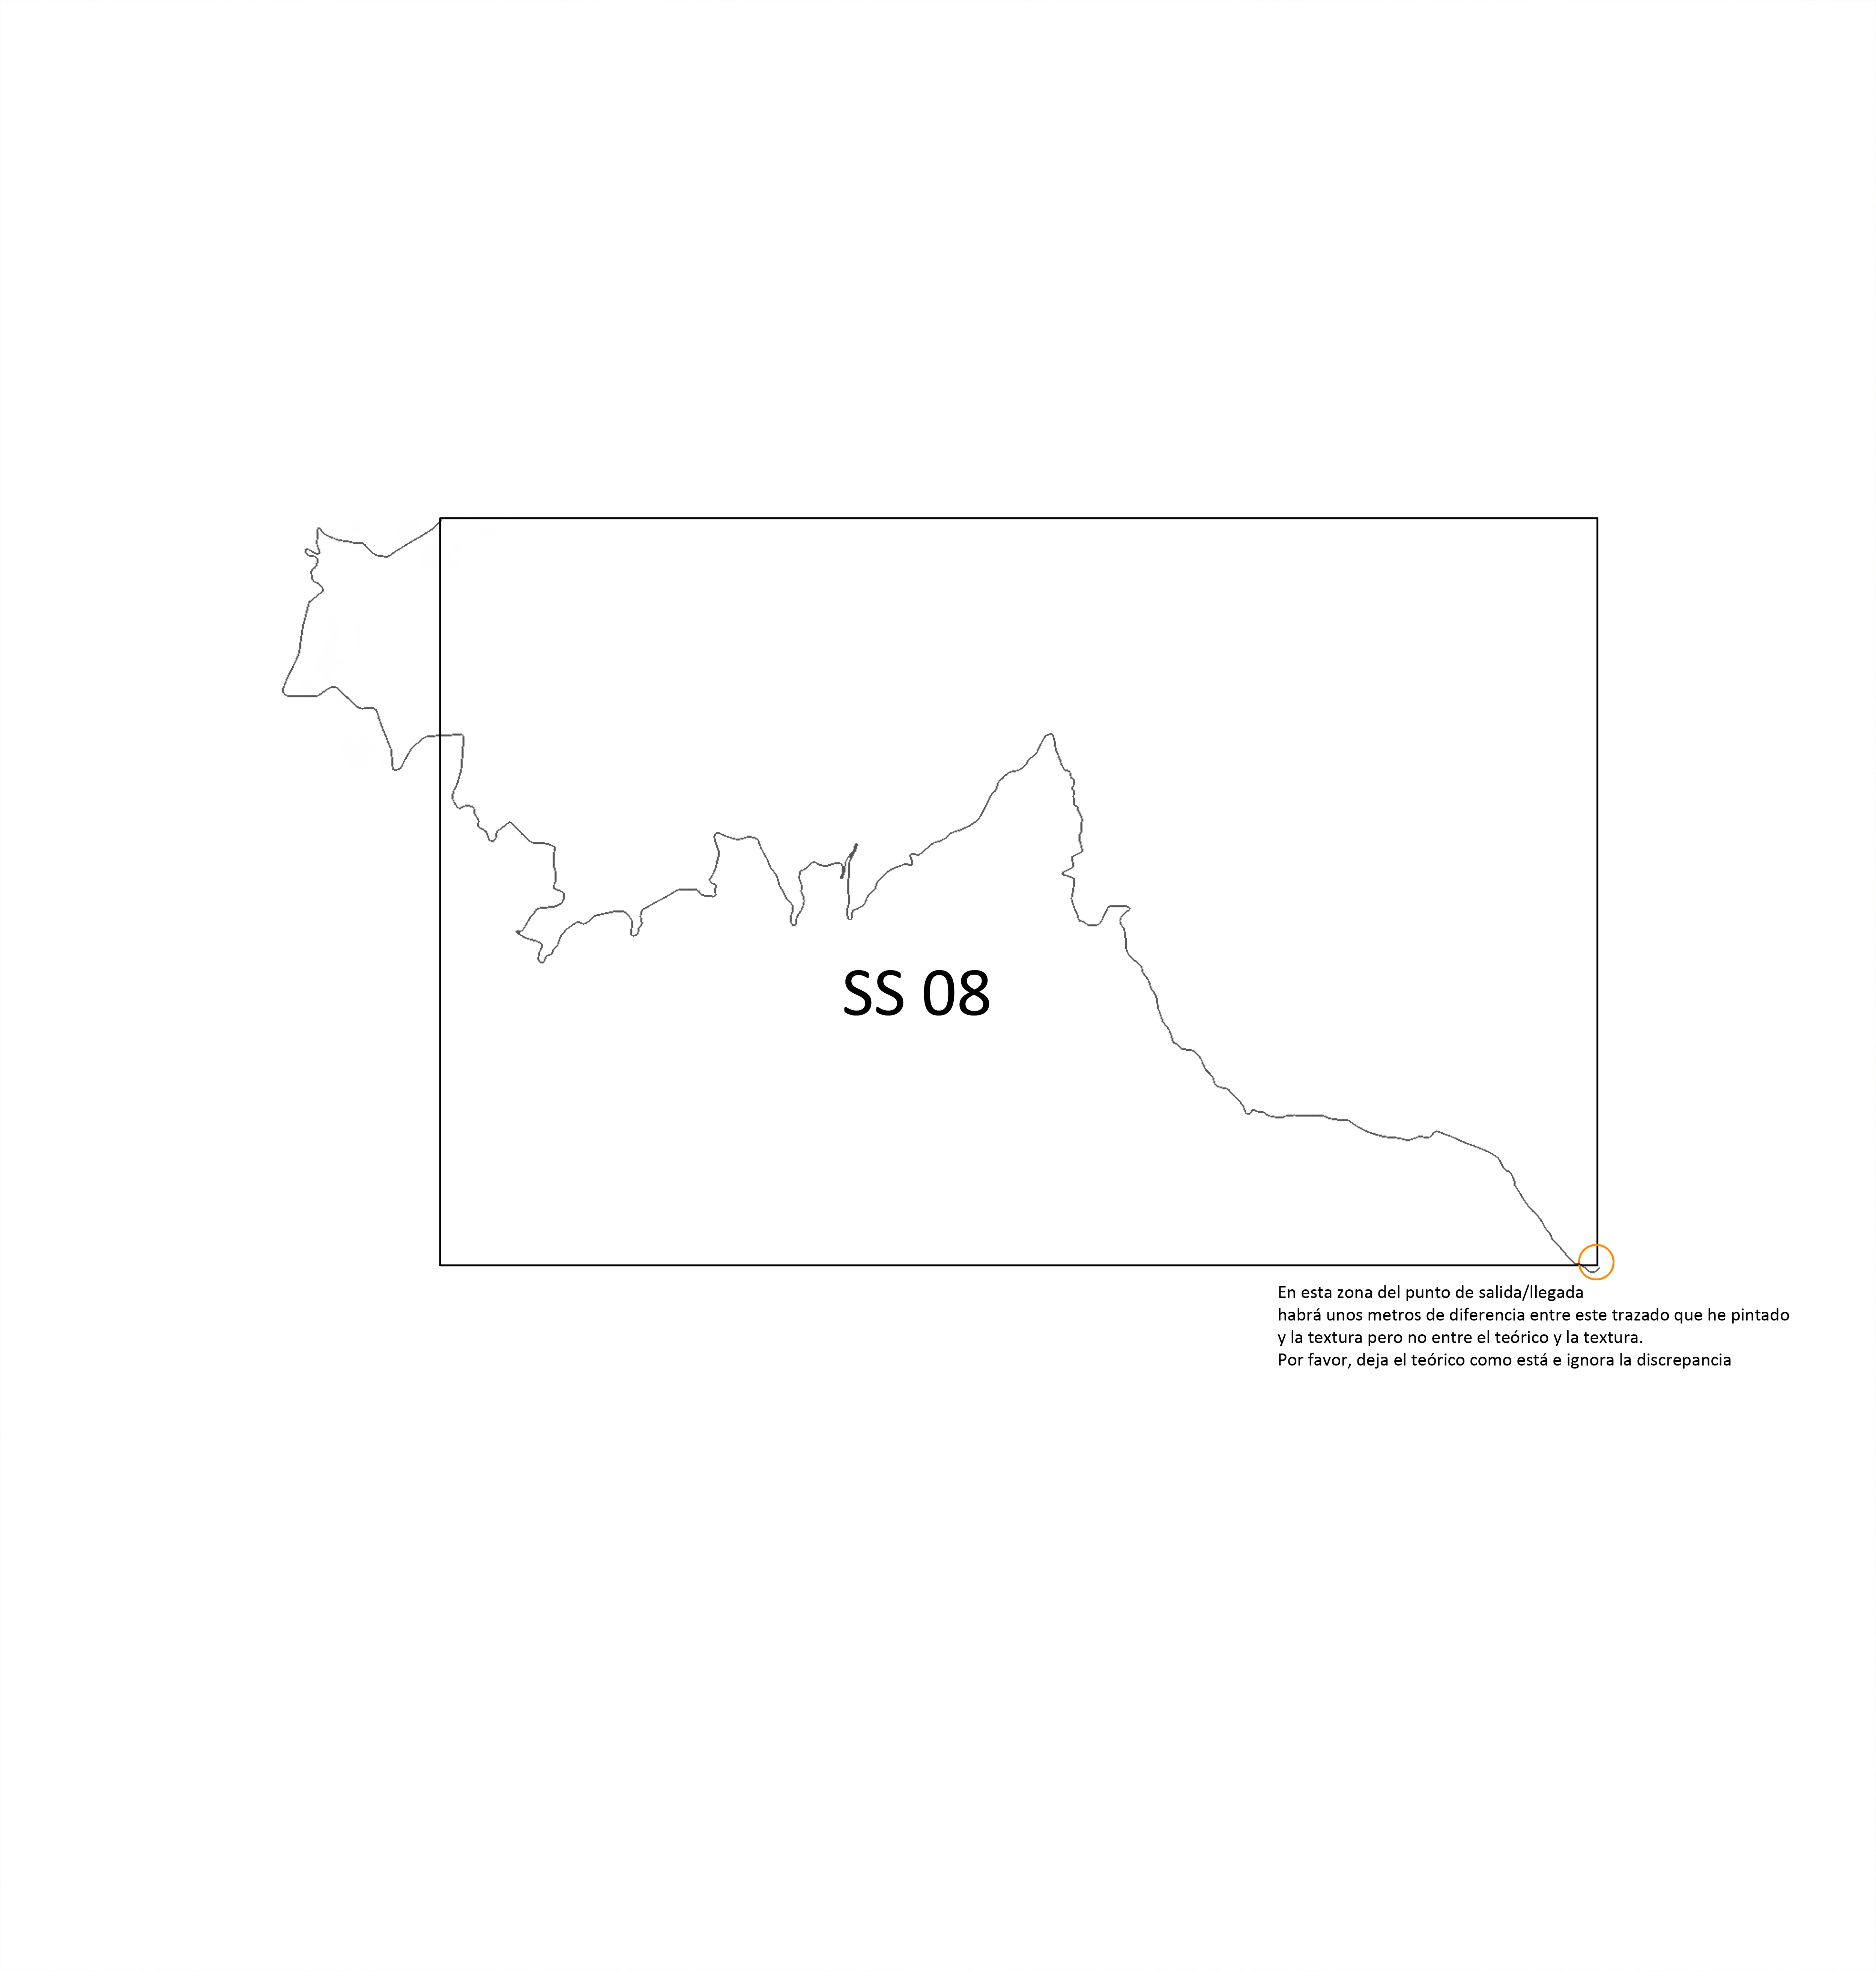 SS 08
En esta zona del punto de salida/llegada
habrá unos metros de diferencia entre este trazado que he pintado
y la textura pero no entre el teórico y la textura.
Por favor, deja el teórico como está e ignora la discrepancia